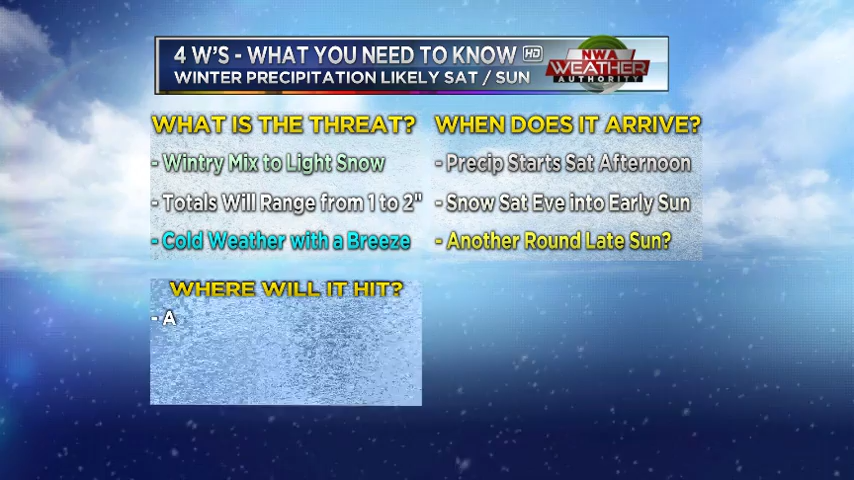 4 W'S - WHAT YOU NEED TO KNOW HD
WINTER PRECIPITATION LIKELY SAT / SUN
NWA
WEATHER
AUTHORITY
WHAT IS THE THREAT?
- Wintry Mix to Light Snow
- Totals Will Range from 1 to 2"
- Cold Weather with a Breeze
WHEN DOES IT ARRIVE?
- Precip Starts Sat Afternoon
- Snow Sat Eve into Early Sun
- Another Round Late Sun?
WHERE WILL IT HIT?
- A